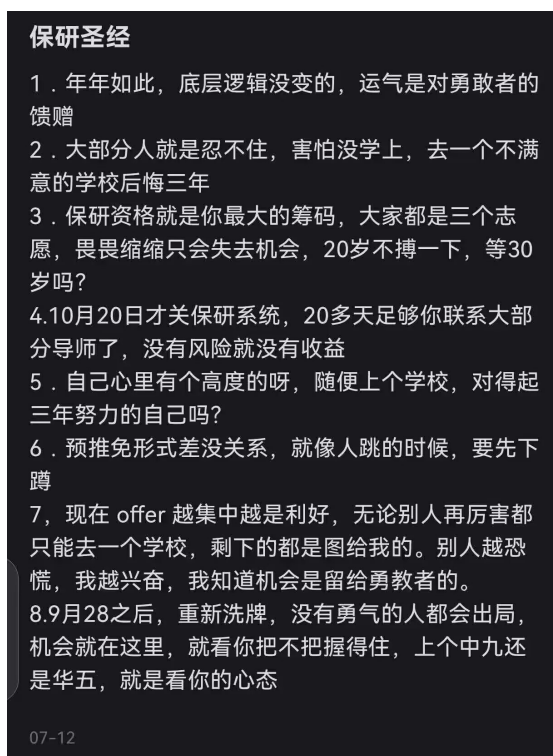 保研圣经
1．年年如此，底层逻辑没变的，运气是对勇敢者的
馈赠
2．大部分人就是忍不住，害怕没学上，去一个不满
意的学校后悔三年
3．保研资格就是你最大的筹码，大家都是三个志
愿，畏畏缩缩只会失去机会，20岁不搏一下，等30
岁吗？
4.10月20日才关保研系统，20多天足够你联系大部
分导师了，没有风险就没有收益
5．自己心里有个高度的呀，随便上个学校，对得起
三年努力的自己吗？
6．预推免形式差没关系，就像人跳的时候，要先下
蹲
7，现在 offer 越集中越是利好，无论别人再厉害都
只能去一个学校，剩下的都是图给我的。别人越恐
慌，我越兴奋，我知道机会是留给勇教者的。
8.9月28之后，重新洗牌，没有勇气的人都会出局，
机会就在这里，就看你把不把握得住，上个中九还
是华五，就是看你的心态
07-12